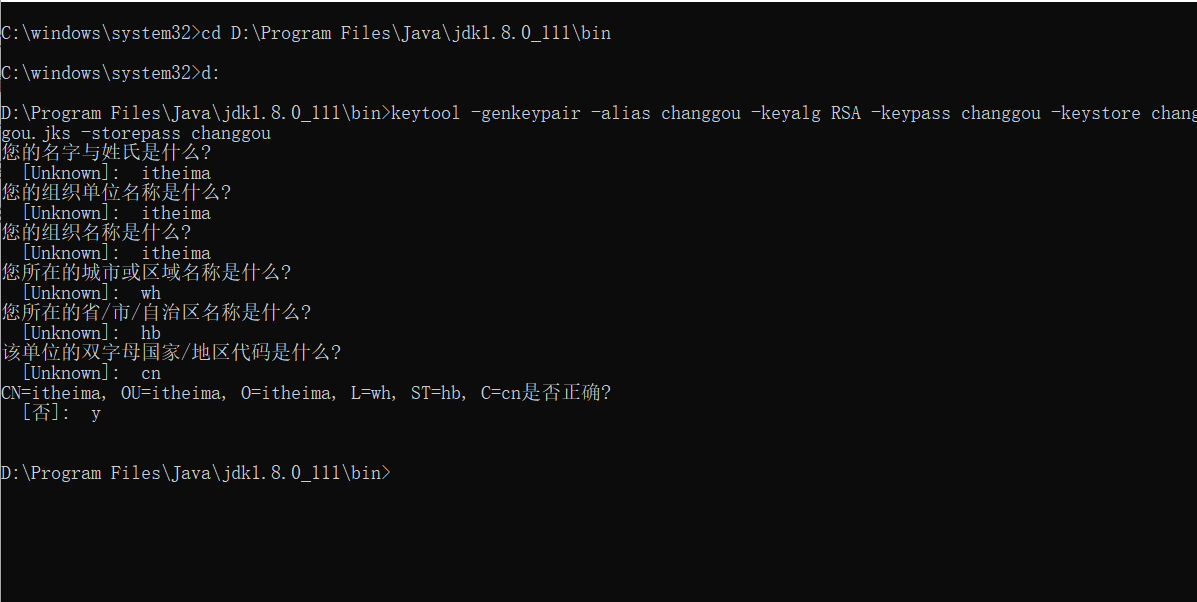 C:\windows\system32>cd D:\Program Files\Java\jdk1.8.0_111\bin
C:\windows\system32>d:
D:\Program Files\Java\jdk1.8.0_111\bin>keytool -genkeypair -alias changgou -keyalg RSA -keypass changgou -keystore chang
gou.jks -storepass changgou
您的名字与姓氏是什么?
[Unknown]: itheima
您的组织单位名称是什么?
[Unknown]: itheima
您的组织名称是什么?
[Unknown]: itheima
您所在的城市或区域名称是什么?
[Unknown]: wh
您所在的省/市/自治区名称是什么?
[Unknown]: hb
该单位的双字母国家/地区代码是什么?
[Unknown]: cn
CN=itheima, OU=itheima, O=itheima, L=wh, ST=hb, C=cn是否正确?
[否]: y
D:\Program Files\Java\jdk1.8.0_111\bin>